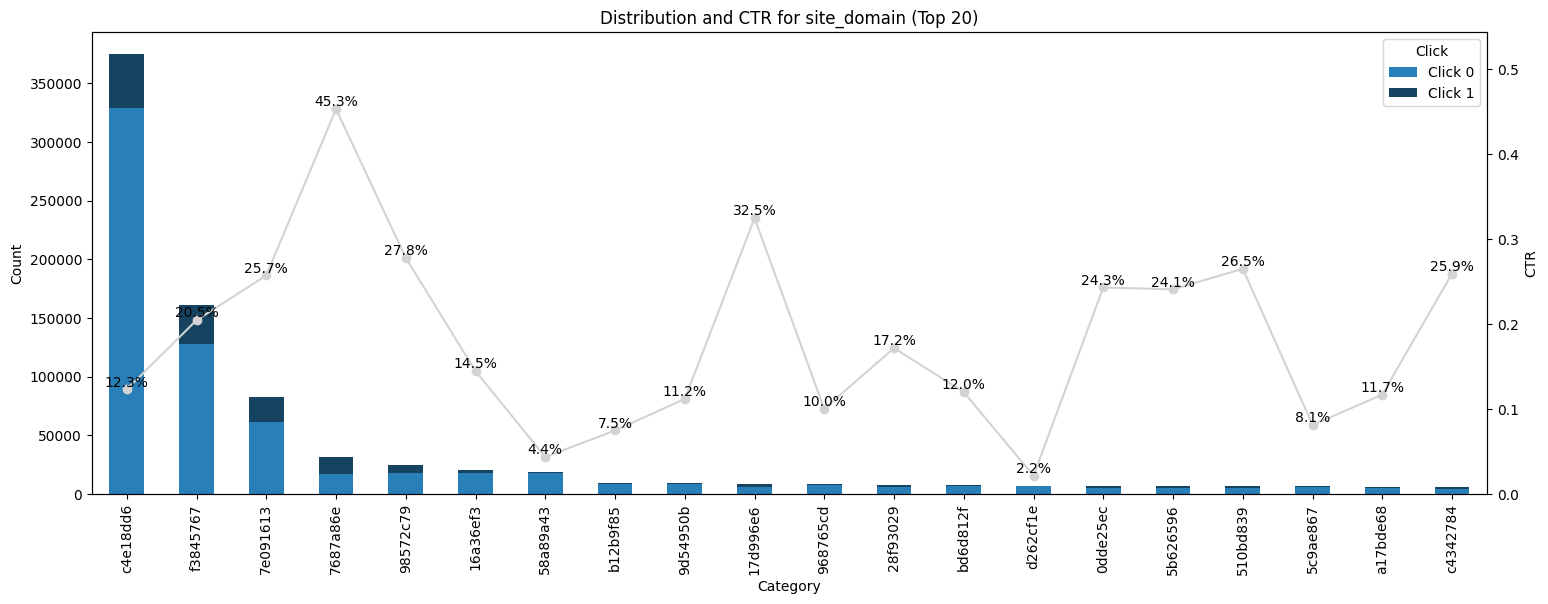 Distribution and CTR for site_domain (Top 20)
Click
Click 0
Click 1
350000
300000
250000
200000
150000
100000
50000
0
Count
0.5
0.4
0.3
0.2
0.1
0.0
CTR
12.3%
20.5%
25.7%
45.3%
27.8%
14.5%
4.4%
7.5%
11.2%
32.5%
10.0%
17.2%
12.0%
2.2%
24.3%
24.1%
26.5%
8.1%
11.7%
25.9%
c4e18dd6
f3845767
7e091613
7687a86e
98572c79
16a36ef3
58a89a43
b12b9f85
9d54950b
17d996e6
968765cd
28f93029
bd6d812f
d262cf1e
0dde25ec
5b626596
510bd839
5c9ae867
a17bde68
c4342784
Category